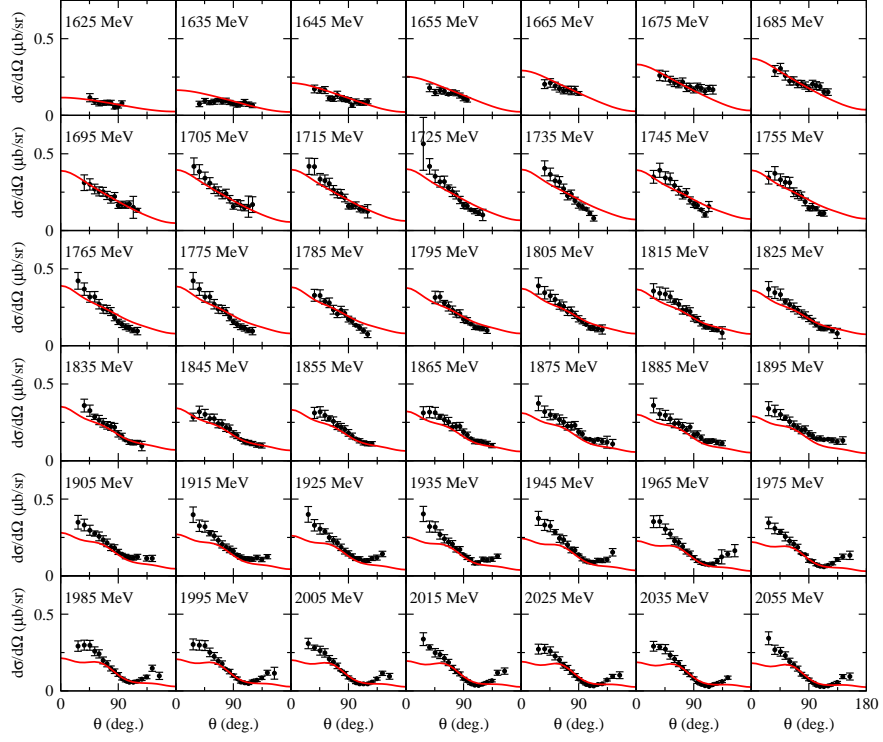 dσ/dΩ (μb/sr) 0.5 1625 MeV 1635 MeV 1645 MeV 1655 MeV 1665 MeV 1675 MeV 1685 MeV
0
dσ/dΩ (μb/sr) 0.5 1695 MeV 1705 MeV 1715 MeV 1725 MeV 1735 MeV 1745 MeV 1755 MeV
0
dσ/dΩ (μb/sr) 0.5 1765 MeV 1775 MeV 1785 MeV 1795 MeV 1805 MeV 1815 MeV 1825 MeV
0
dσ/dΩ (μb/sr) 0.5 1835 MeV 1845 MeV 1855 MeV 1865 MeV 1875 MeV 1885 MeV 1895 MeV
0
dσ/dΩ (μb/sr) 0.5 1905 MeV 1915 MeV 1925 MeV 1935 MeV 1945 MeV 1965 MeV 1975 MeV
0
dσ/dΩ (μb/sr) 0.5 1985 MeV 1995 MeV 2005 MeV 2015 MeV 2025 MeV 2035 MeV 2055 MeV
0
0 90 0 90 0 90 0 90 0 90 0 90 0 90 180
θ (deg.) θ (deg.) θ (deg.) θ (deg.) θ (deg.) θ (deg.) θ (deg.)